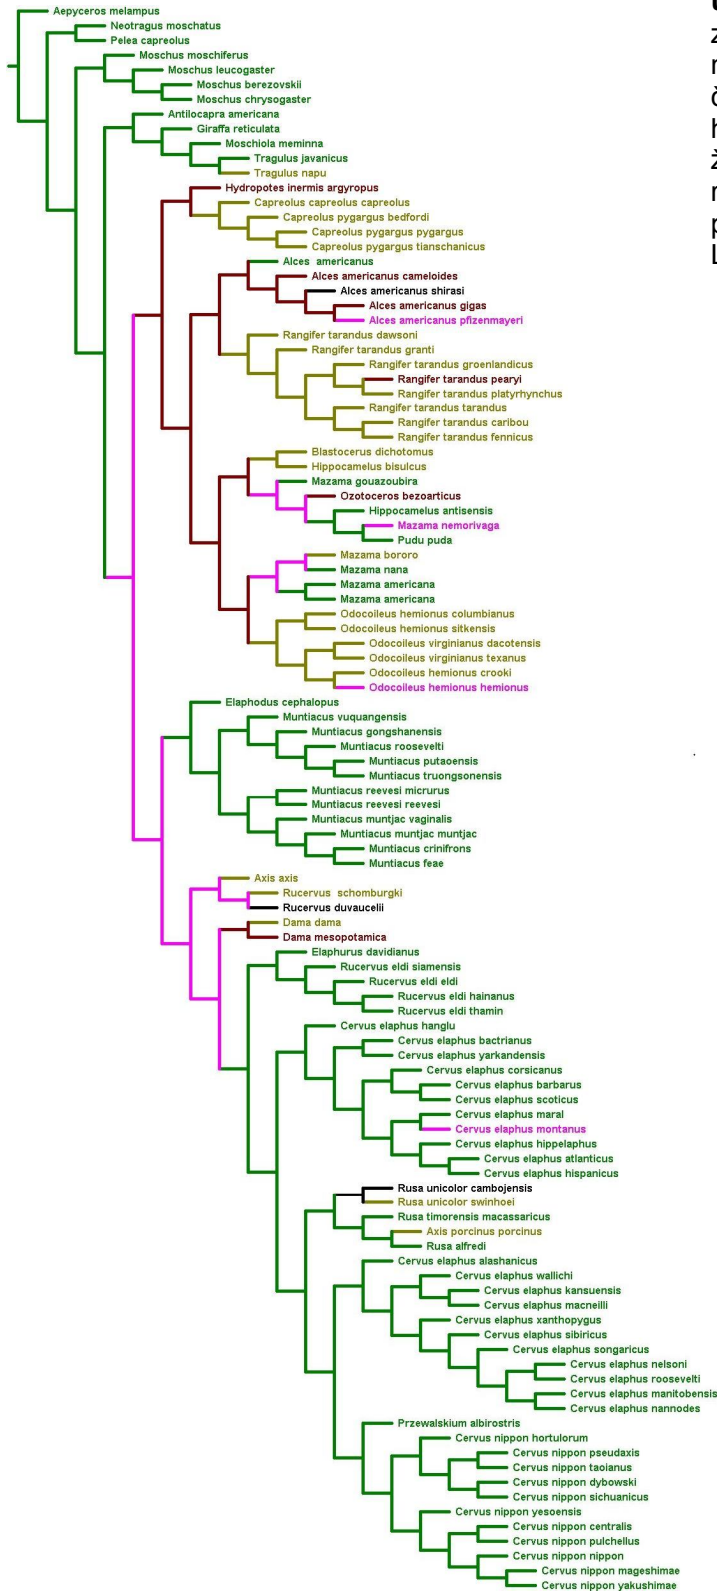 Aepyceros melampus
Neotragus moschatus
Pelea capreolus
Moschus moschiferus
Moschus leucogaster
Moschus berezovskii
Moschus chrysogaster
Antilocapra americana
Giraffa reticulata
Moschiola meminna
Tragulus javanicus
Tragulus napu
Hydropotes inermis argyropus
Capreolus capreolus capreolus
Capreolus pygargus bedfordi
Capreolus pygargus pygargus
Capreolus pygargus tianschanicus
Alces americanus
Alces americanus cameloides
Alces americanus shirasi
Alces americanus gigas
Alces americanus pfizenmayeri
Rangifer tarandus dawsoni
Rangifer tarandus granti
Rangifer tarandus groenlandicus
Rangifer tarandus pearyi
Rangifer tarandus platyrhynchus
Rangifer tarandus tarandus
Rangifer tarandus caribou
Rangifer tarandus fennicus
Blastocerus dichotomus
Hippocamelus bisulcus
Mazama gouazoubira
Ozotoceros bezoarticus
Hippocamelus antisensis
Mazama nemorivaga
Pudu puda
Mazama bororo
Mazama nana
Mazama americana
Mazama americana
Odocoileus hemionus columbianus
Odocoileus hemionus sitkensis
Odocoileus virginianus dacotensis
Odocoileus virginianus texanus
Odocoileus hemionus crooki
Odocoileus hemionus hemionus
Elaphodus cephalopus
Muntiacus vuquangensis
Muntiacus gongshanensis
Muntiacus roosevelti
Muntiacus putaoensis
Muntiacus truongsonensis
Muntiacus reevesi micrurus
Muntiacus reevesi reevesi
Muntiacus muntjac vaginalis
Muntiacus muntjac muntjac
Muntiacus crinifrons
Muntiacus feae
Axis axis
Rucervus schomburgki
Rucervus duvaucelii
Dama dama
Dama mesopotamica
Elaphurus davidianus
Rucervus eldi siamensis
Rucervus eldi eldi
Rucervus eldi hainanus
Rucervus eldi thamin
Cervus elaphus hanglu
Cervus elaphus bactrianus
Cervus elaphus yarkandensis
Cervus elaphus corsicanus
Cervus elaphus barbarus
Cervus elaphus scoticus
Cervus elaphus maral
Cervus elaphus montanus
Cervus elaphus hippelaphus
Cervus elaphus atlanticus
Cervus elaphus hispanicus
Rusa unicolor cambojensis
Rusa unicolor swinhoei
Rusa timorensis macassaricus
Axis porcinus porcinus
Rusa alfredi
Cervus elaphus alashanicus
Cervus elaphus wallichi
Cervus elaphus kansuensis
Cervus elaphus macneilli
Cervus elaphus xanthopygus
Cervus elaphus sibiricus
Cervus elaphus songaricus
Cervus elaphus nelsoni
Cervus elaphus roosevelti
Cervus elaphus manitobensis
Cervus elaphus nannodes
Przewalskium albirostris
Cervus nippon hortulorum
Cervus nippon pseudaxis
Cervus nippon taoianus
Cervus nippon dybowski
Cervus nippon sichuanicus
Cervus nippon yesoensis
Cervus nippon centralis
Cervus nippon pulchellus
Cervus nippon nippon
Cervus nippon mageshimae
Cervus nippon yakushimae